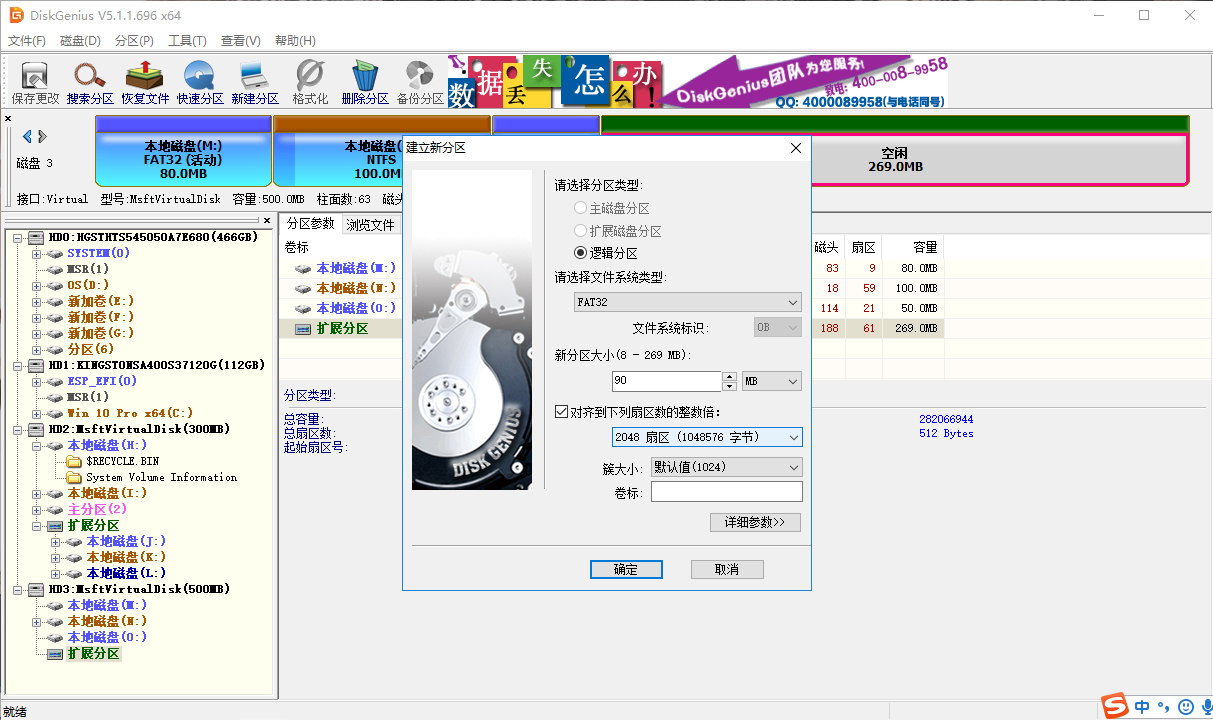 DiskGenius V5.1.1.696 x64
文件(F) 磁盘(D) 分区(P) 工具(T) 查看(V) 帮助(H)
保存更改 搜索分区 恢复文件 快速分区 新建分区 格式化 删除分区 备份分区
数据丢失怎么办!
DiskGenius团队为您服务!
致电: 400-008-9958
QQ: 4000089958(与电话同号)
磁盘 3
本地磁盘(M:)
FAT32 (活动)
80.0MB
本地磁盘(
NTFS
100.0M
空闲
269.0MB
接口:Virtual 型号:MsftVirtualDisk 容量:500.0MB 柱面数:63 磁头
HD0:HGSTHTS545050A7E680(466GB)
SYSTEM(0)
MSR(1)
OS(D:)
新加卷(E:)
新加卷(F:)
新加卷(G:)
分区(6)
HD1:KINGSTONSA400S37120G(112GB)
ESP_EFI(0)
MSR(1)
Win 10 Pro x64(C:)
HD2:MsftVirtualDisk(300MB)
本地磁盘(H:)
$RECYCLE.BIN
System Volume Information
本地磁盘(I:)
主分区(2)
扩展分区
本地磁盘(J:)
本地磁盘(K:)
本地磁盘(L:)
HD3:MsftVirtualDisk(500MB)
本地磁盘(M:)
本地磁盘(N:)
本地磁盘(O:)
扩展分区
分区参数 浏览文件
卷标 磁头 扇区 容量
本地磁盘(M:) 83 9 80.0MB
本地磁盘(N:) 18 59 100.0MB
本地磁盘(O:) 114 21 50.0MB
扩展分区 188 61 269.0MB
分区类型:
总容量: 282066944
总扇区数: 512 Bytes
起始扇区号:
建立新分区
请选择分区类型:
主磁盘分区
扩展磁盘分区
逻辑分区
请选择文件系统类型:
FAT32
文件系统标识: 0B
新分区大小(8 - 269 MB):
90 MB
对齐到下列扇区数的整数倍:
2048 扇区 (1048576 字节)
簇大小: 默认值(1024)
卷标:
详细参数>>
DISK GENIUS
确定 取消
就绪
S 中